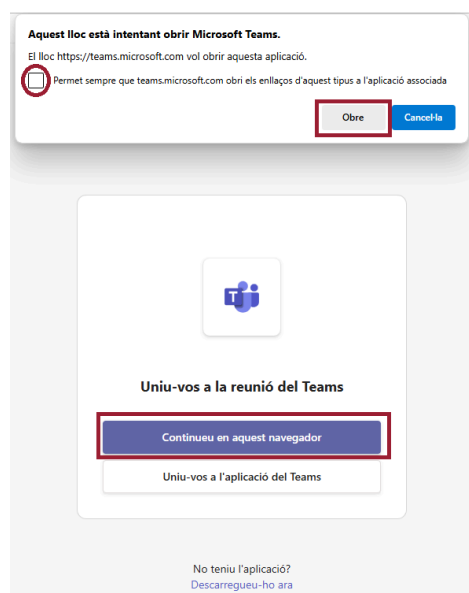 Aquest lloc està intentant obrir Microsoft Teams.
El lloc https://teams.microsoft.com vol obrir aquesta aplicació.
Permet sempre que teams.microsoft.com obri els enllaços d'aquest tipus a l'aplicació associada
Obre
Cancel·la
T
Uniu-vos a la reunió del Teams
Continueu en aquest navegador
Uniu-vos a l'aplicació del Teams
No teniu l'aplicació?
Descarregueu-ho ara